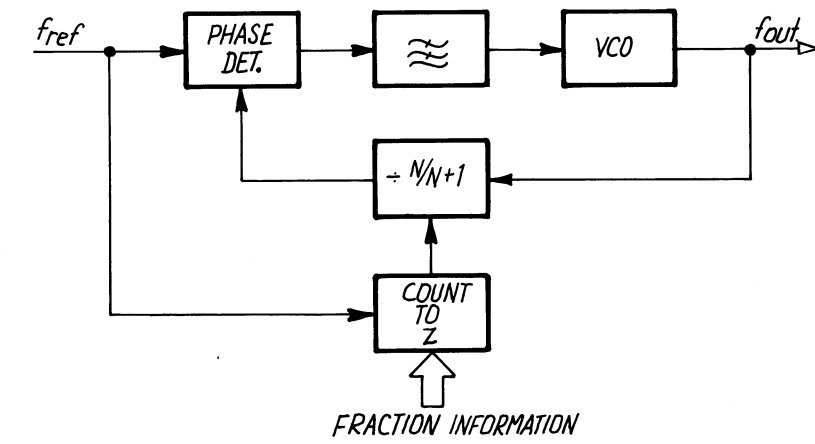 fref
PHASE
DET.
VCO
fout
÷ N/N+1
COUNT
TO
Z
FRACTION INFORMATION